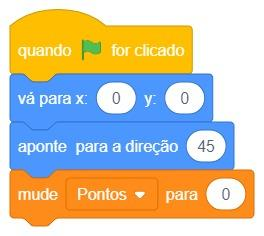 quando for clicado
vá para x: 0 y: 0
aponte para a direção 45
mude Pontos para 0